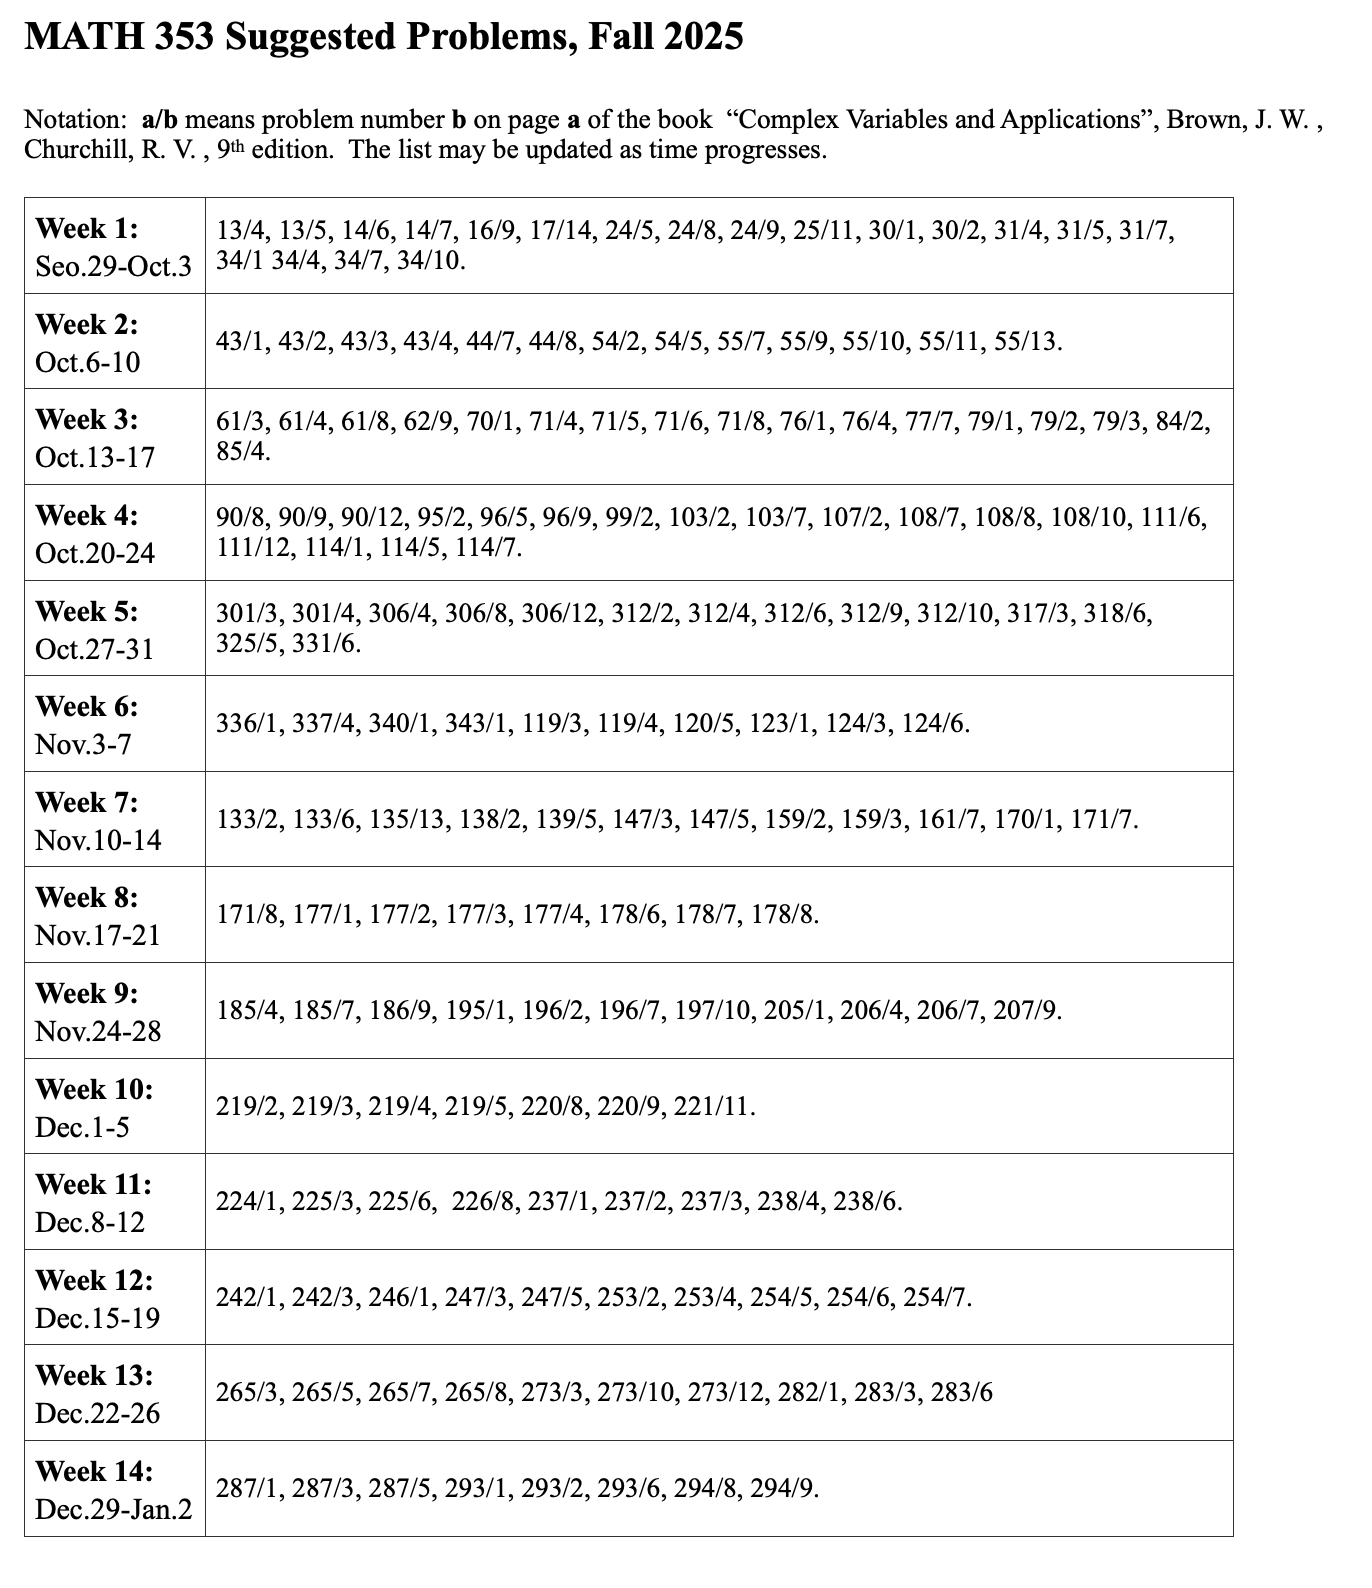 MATH 353 Suggested Problems, Fall 2025
Notation:  a/b means problem number b on page a of the book  “Complex Variables and Applications”, Brown, J. W. ,
Churchill, R. V. , 9th edition.  The list may be updated as time progresses.
Week 1:
Seo.29-Oct.3
13/4, 13/5, 14/6, 14/7, 16/9, 17/14, 24/5, 24/8, 24/9, 25/11, 30/1, 30/2, 31/4, 31/5, 31/7,
34/1 34/4, 34/7, 34/10.
Week 2:
Oct.6-10
43/1, 43/2, 43/3, 43/4, 44/7, 44/8, 54/2, 54/5, 55/7, 55/9, 55/10, 55/11, 55/13.
Week 3:
Oct.13-17
61/3, 61/4, 61/8, 62/9, 70/1, 71/4, 71/5, 71/6, 71/8, 76/1, 76/4, 77/7, 79/1, 79/2, 79/3, 84/2,
85/4.
Week 4:
Oct.20-24
90/8, 90/9, 90/12, 95/2, 96/5, 96/9, 99/2, 103/2, 103/7, 107/2, 108/7, 108/8, 108/10, 111/6,
111/12, 114/1, 114/5, 114/7.
Week 5:
Oct.27-31
301/3, 301/4, 306/4, 306/8, 306/12, 312/2, 312/4, 312/6, 312/9, 312/10, 317/3, 318/6,
325/5, 331/6.
Week 6:
Nov.3-7
336/1, 337/4, 340/1, 343/1, 119/3, 119/4, 120/5, 123/1, 124/3, 124/6.
Week 7:
Nov.10-14
133/2, 133/6, 135/13, 138/2, 139/5, 147/3, 147/5, 159/2, 159/3, 161/7, 170/1, 171/7.
Week 8:
Nov.17-21
171/8, 177/1, 177/2, 177/3, 177/4, 178/6, 178/7, 178/8.
Week 9:
Nov.24-28
185/4, 185/7, 186/9, 195/1, 196/2, 196/7, 197/10, 205/1, 206/4, 206/7, 207/9.
Week 10:
Dec.1-5
219/2, 219/3, 219/4, 219/5, 220/8, 220/9, 221/11.
Week 11:
Dec.8-12
224/1, 225/3, 225/6,  226/8, 237/1, 237/2, 237/3, 238/4, 238/6.
Week 12:
Dec.15-19
242/1, 242/3, 246/1, 247/3, 247/5, 253/2, 253/4, 254/5, 254/6, 254/7.
Week 13:
Dec.22-26
265/3, 265/5, 265/7, 265/8, 273/3, 273/10, 273/12, 282/1, 283/3, 283/6
Week 14:
Dec.29-Jan.2
287/1, 287/3, 287/5, 293/1, 293/2, 293/6, 294/8, 294/9.